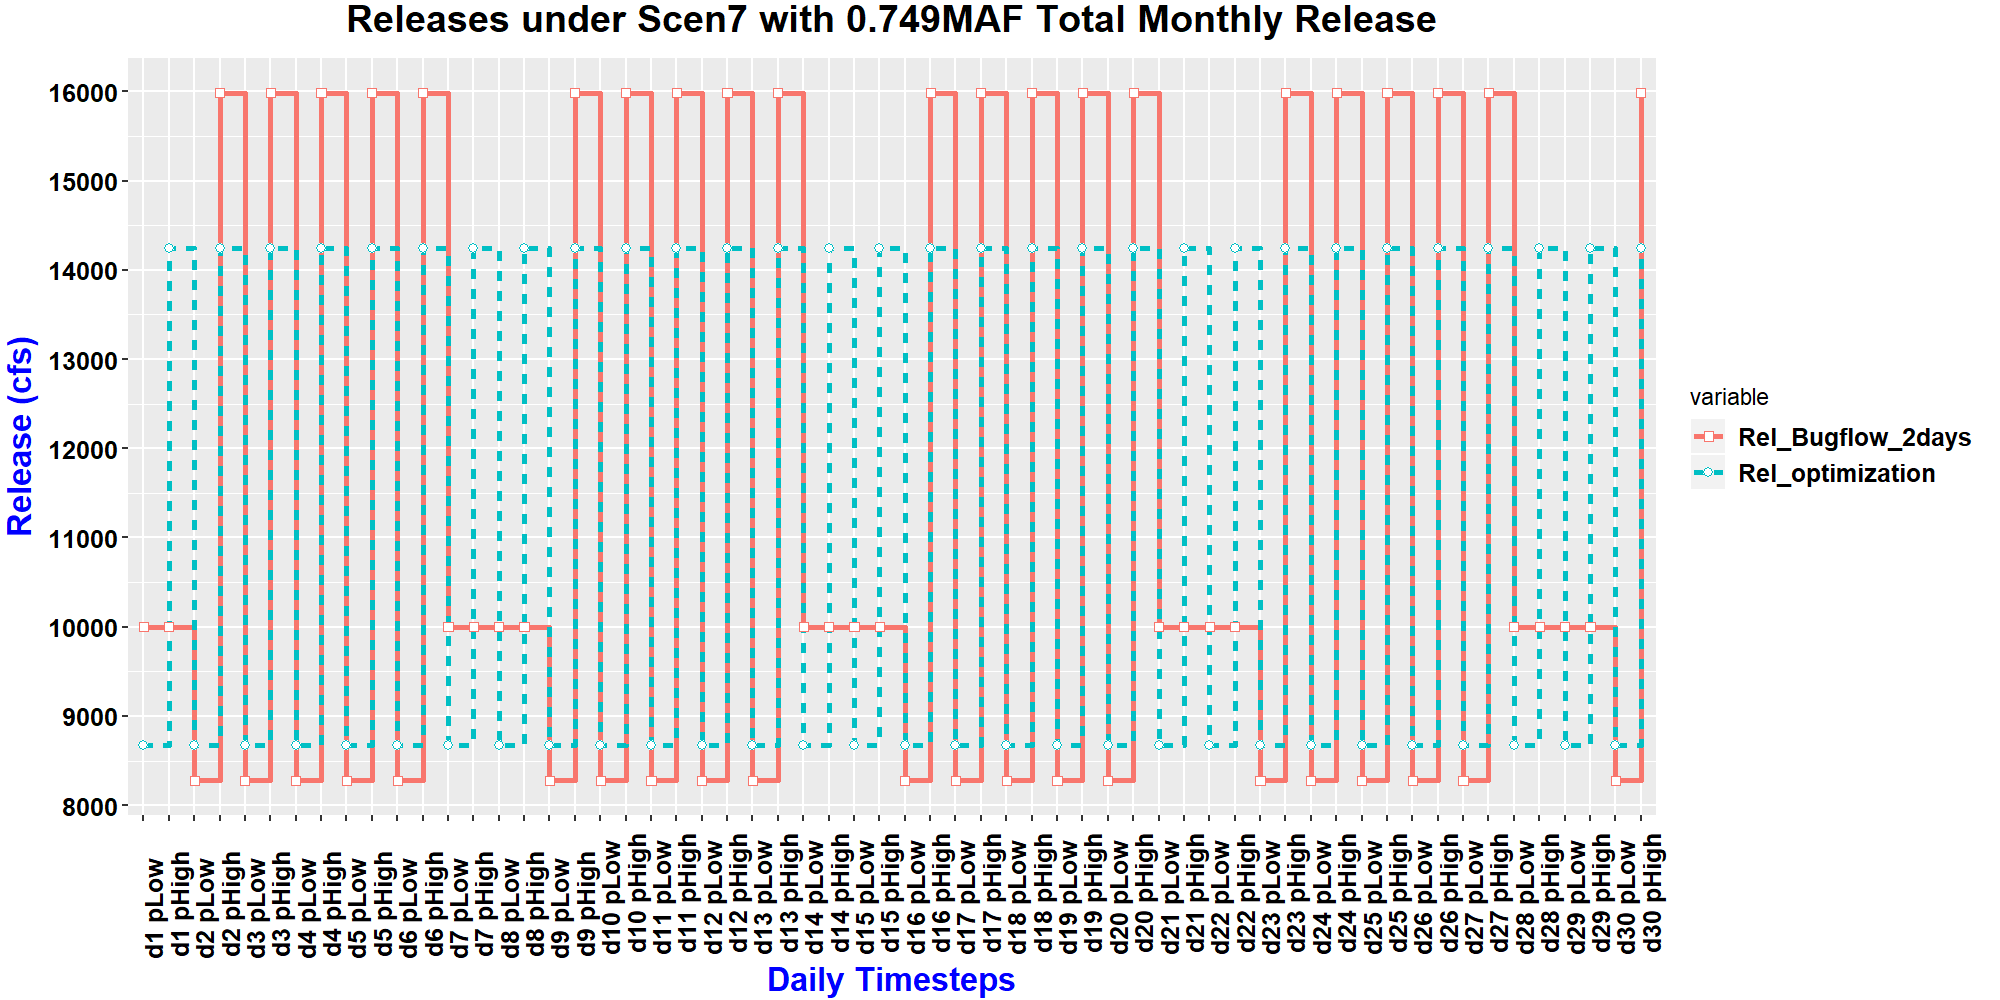 Releases under Scen7 with 0.749MAF Total Monthly Release
Release (cfs)
16000
15000
14000
13000
12000
11000
10000
9000
8000
d1 pLow
d1 pHigh
d2 pLow
d2 pHigh
d3 pLow
d3 pHigh
d4 pLow
d4 pHigh
d5 pLow
d5 pHigh
d6 pLow
d6 pHigh
d7 pLow
d7 pHigh
d8 pLow
d8 pHigh
d9 pLow
d9 pHigh
d10 pLow
d10 pHigh
d11 pLow
d11 pHigh
d12 pLow
d12 pHigh
d13 pLow
d13 pHigh
d14 pLow
d14 pHigh
d15 pLow
d15 pHigh
d16 pLow
d16 pHigh
d17 pLow
d17 pHigh
d18 pLow
d18 pHigh
d19 pLow
d19 pHigh
d20 pLow
d20 pHigh
d21 pLow
d21 pHigh
d22 pLow
d22 pHigh
d23 pLow
d23 pHigh
d24 pLow
d24 pHigh
d25 pLow
d25 pHigh
d26 pLow
d26 pHigh
d27 pLow
d27 pHigh
d28 pLow
d28 pHigh
d29 pLow
d29 pHigh
d30 pLow
d30 pHigh
Daily Timesteps
variable
Rel_Bugflow_2days
Rel_optimization